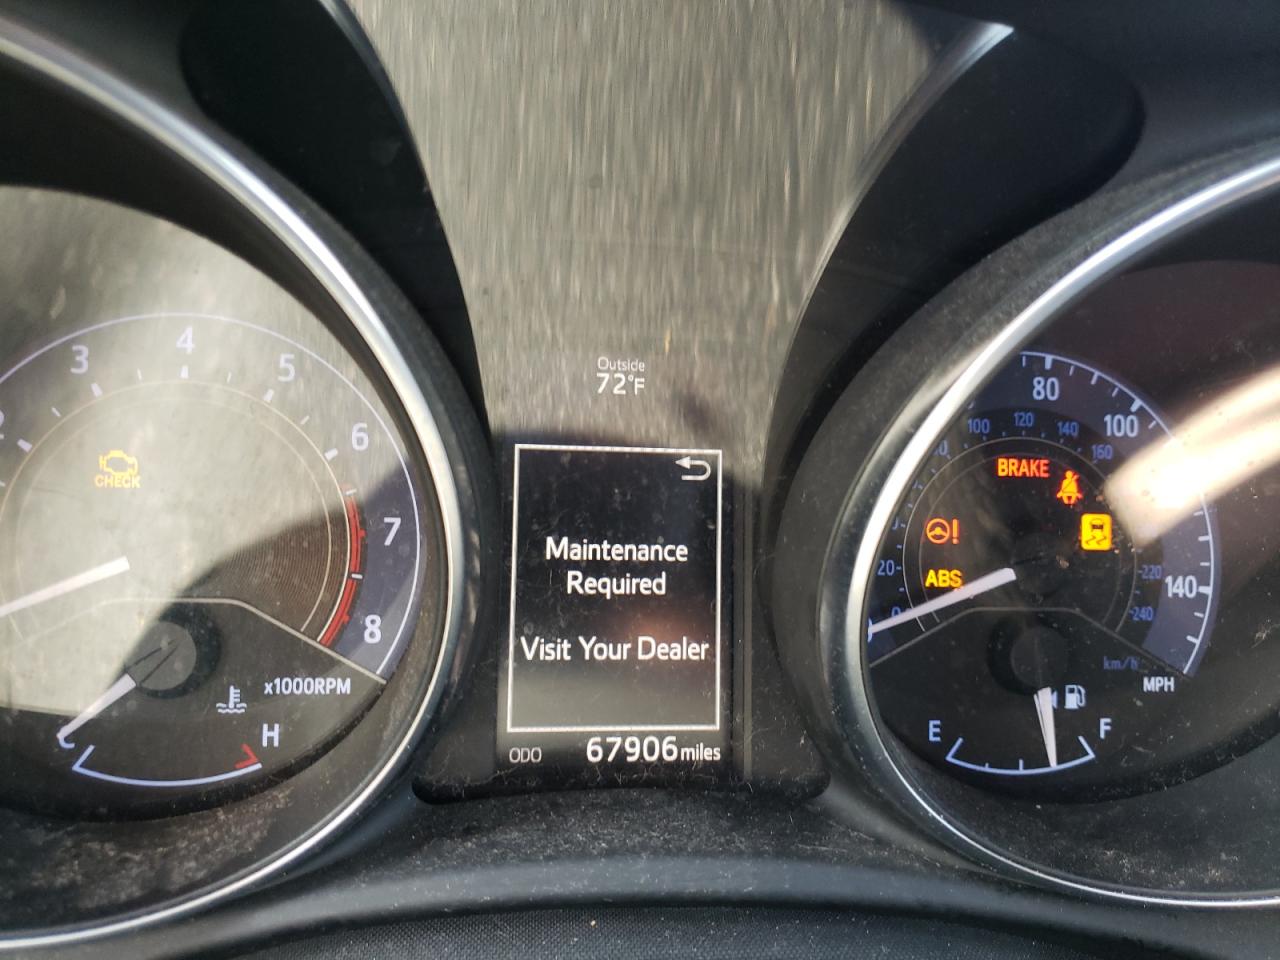 Outside
72°F
Maintenance
Required
Visit Your Dealer
ODO 67906 miles
3
4
5
6
7
8
CHECK
x1000RPM
C
H
80
100
140
20
100
120
140
160
220
240
BRAKE
!
ABS
km/h
MPH
E
F